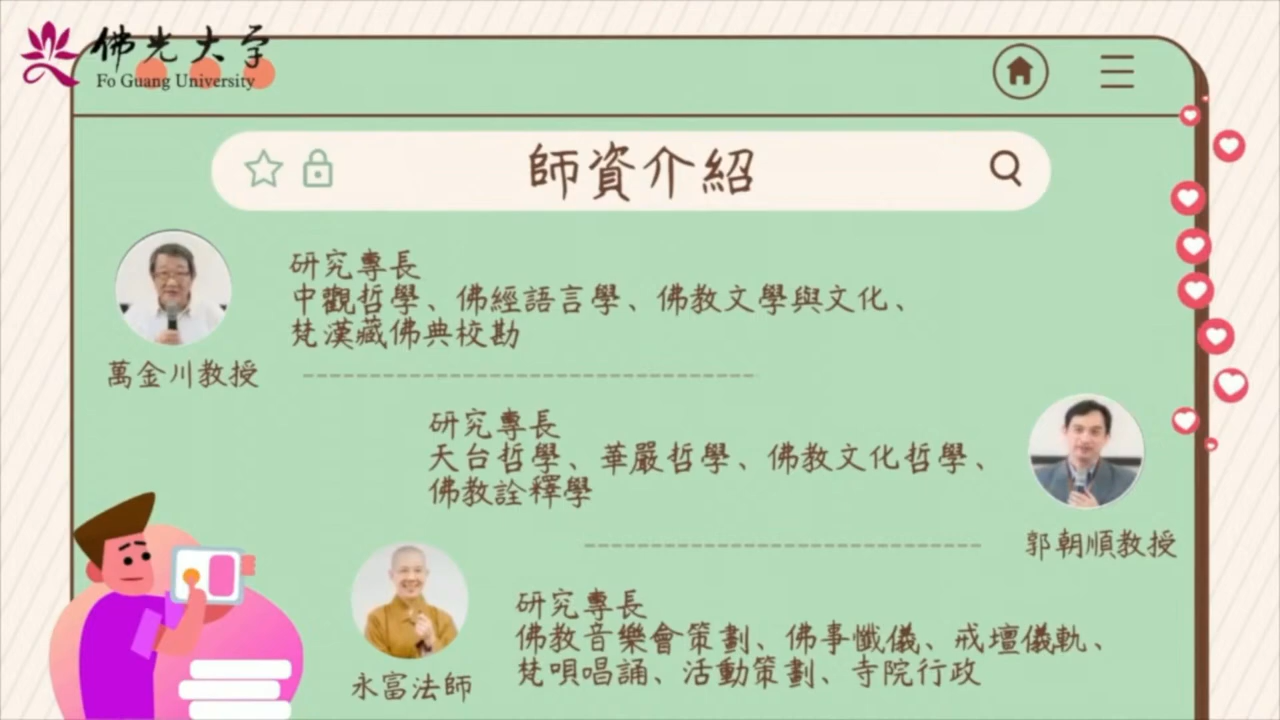 佛光大学
Fo Guang University
師資介紹
研究專長
中觀哲學、佛經語言學、佛教文學與文化、
梵漢藏佛典校勘
萬金川教授
研究專長
天台哲學、華嚴哲學、佛教文化哲學、
佛教詮釋學
郭朝順教授
研究專長
佛教音樂會策劃、佛事懺儀、戒壇儀軌、
梵唄唱誦、活動策劃、寺院行政
永富法師